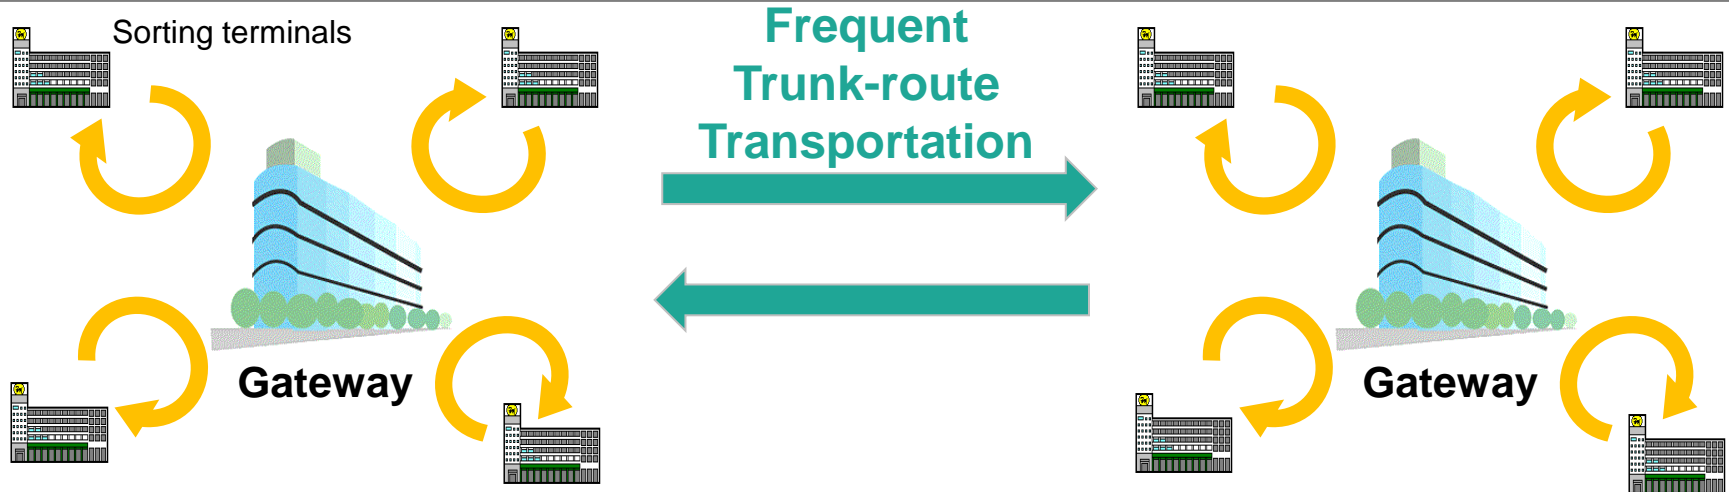 Sorting terminals
Frequent
Trunk-route
Transportation
Gateway
Gateway